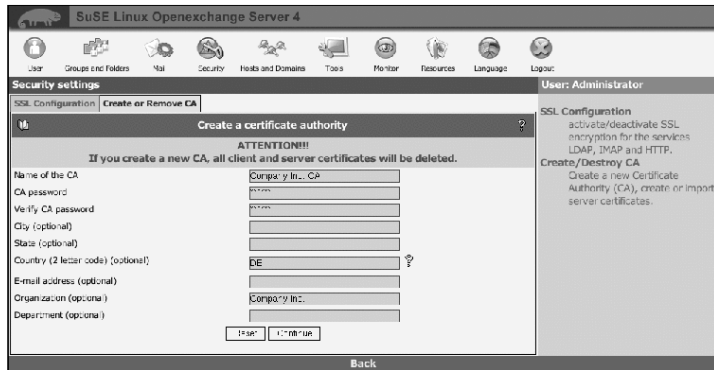 SuSE Linux Openexchange Server 4
User Groups and Folders Mail Security Hosts and Domains Tools Monitor Resources Language Logout
Security settings
User: Administrator
SSL Configuration Create or Remove CA
Create a certificate authority ?
ATTENTION!!!
If you create a new CA, all client and server certificates will be deleted.
Name of the CA Company Inc. CA
CA password
Verify CA password
City (optional)
State (optional)
Country (2 letter code) (optional) DE
E-mail address (optional)
Organization (optional) Company Inc.
Department (optional)
Reset Continue
SSL Configuration
activate/deactivate SSL
encryption for the services
LDAP, IMAP and HTTP.
Create/Destroy CA
Create a new Certificate
Authority (CA), create or import
server certificates.
Back